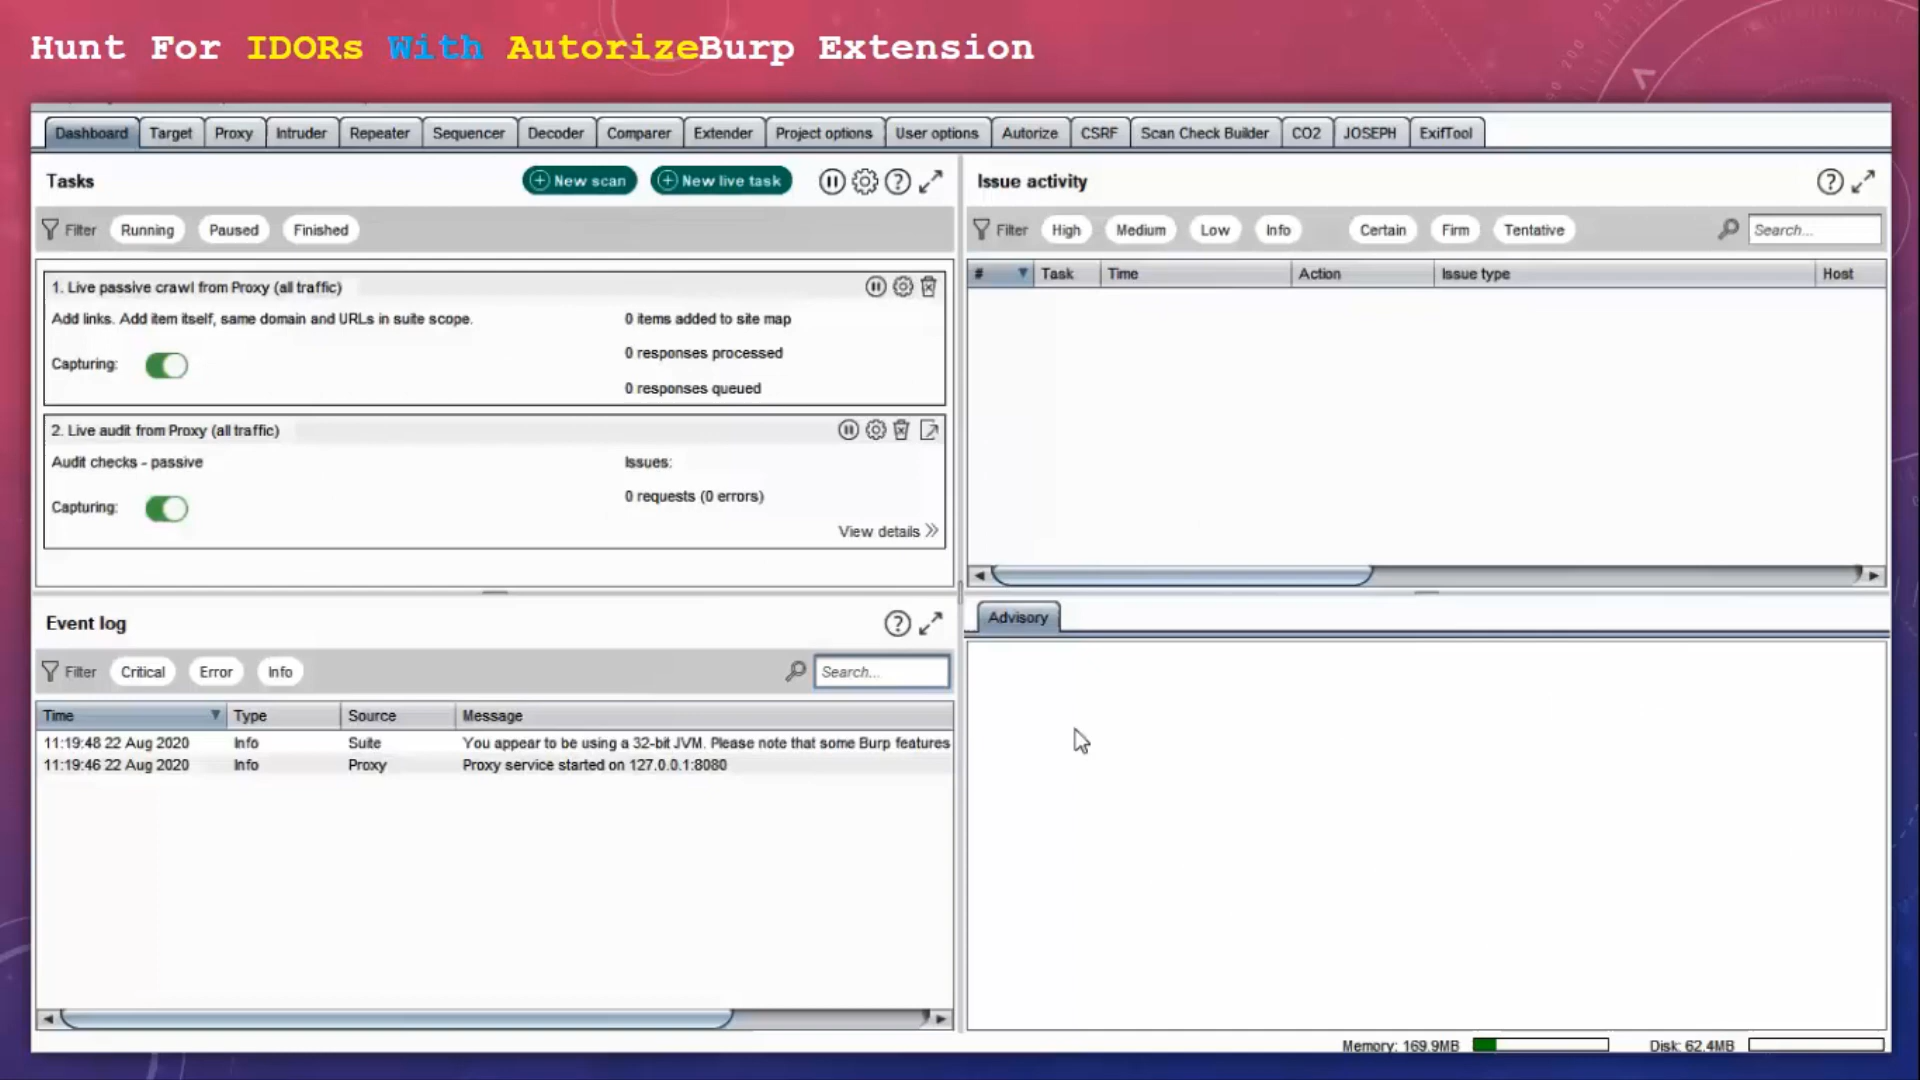 Hunt For IDORs With AutorizeBurp Extension
Dashboard Target Proxy Intruder Repeater Sequencer Decoder Comparer Extender Project options User options Autorize CSRF Scan Check Builder CO2 JOSEPH ExifTool
Tasks
New scan
New live task
Filter Running Paused Finished
1. Live passive crawl from Proxy (all traffic)
Add links. Add item itself, same domain and URLs in suite scope.
0 items added to site map
0 responses processed
Capturing:
0 responses queued
2. Live audit from Proxy (all traffic)
Audit checks - passive
Issues:
0 requests (0 errors)
Capturing:
View details
Event log
Filter Critical Error Info
Search...
Time Type Source Message
11:19:48 22 Aug 2020 Info Suite You appear to be using a 32-bit JVM. Please note that some Burp features
11:19:46 22 Aug 2020 Info Proxy Proxy service started on 127.0.0.1:8080
Issue activity
Filter High Medium Low Info Certain Firm Tentative
Search...
# Task Time Action Issue type Host
Advisory
Memory: 169.9MB
Disk: 62.4MB